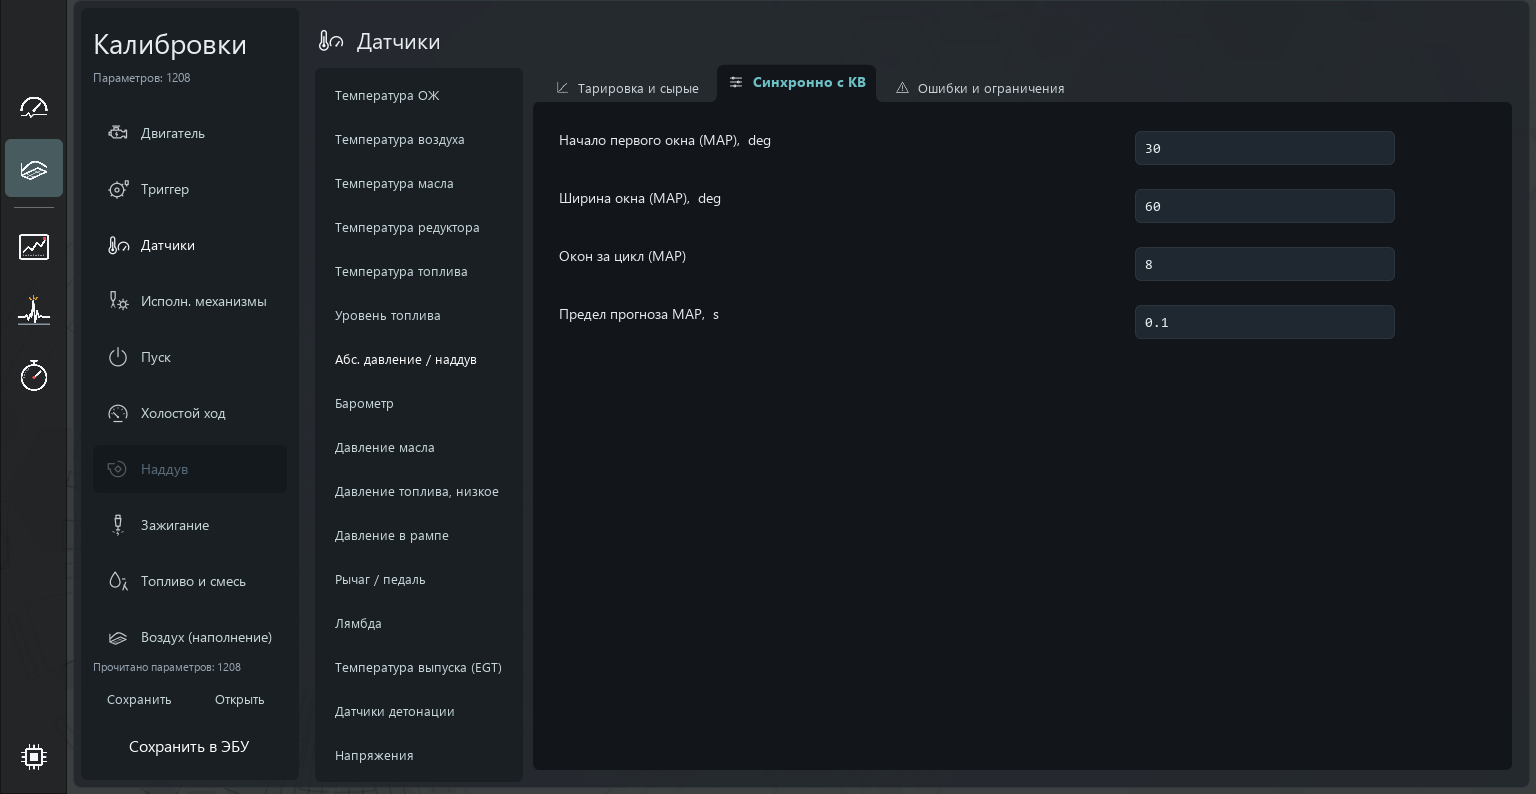 Калибровки
Параметров: 1208
Двигатель
Триггер
Датчики
Исполн. механизмы
Пуск
Холостой ход
Наддув
Зажигание
Топливо и смесь
Воздух (наполнение)
Прочитано параметров: 1208
Сохранить Открыть
Сохранить в ЭБУ
Датчики
Температура ОЖ
Температура воздуха
Температура масла
Температура редуктора
Температура топлива
Уровень топлива
Абс. давление / наддув
Барометр
Давление масла
Давление топлива, низкое
Давление в рампе
Рычаг / педаль
Лямбда
Температура выпуска (EGT)
Датчики детонации
Напряжения
Тарировка и сырые Синхронно с КВ Ошибки и ограничения
Начало первого окна (MAP), deg 30
Ширина окна (MAP), deg 60
Окон за цикл (MAP) 8
Предел прогноза MAP, s 0.1